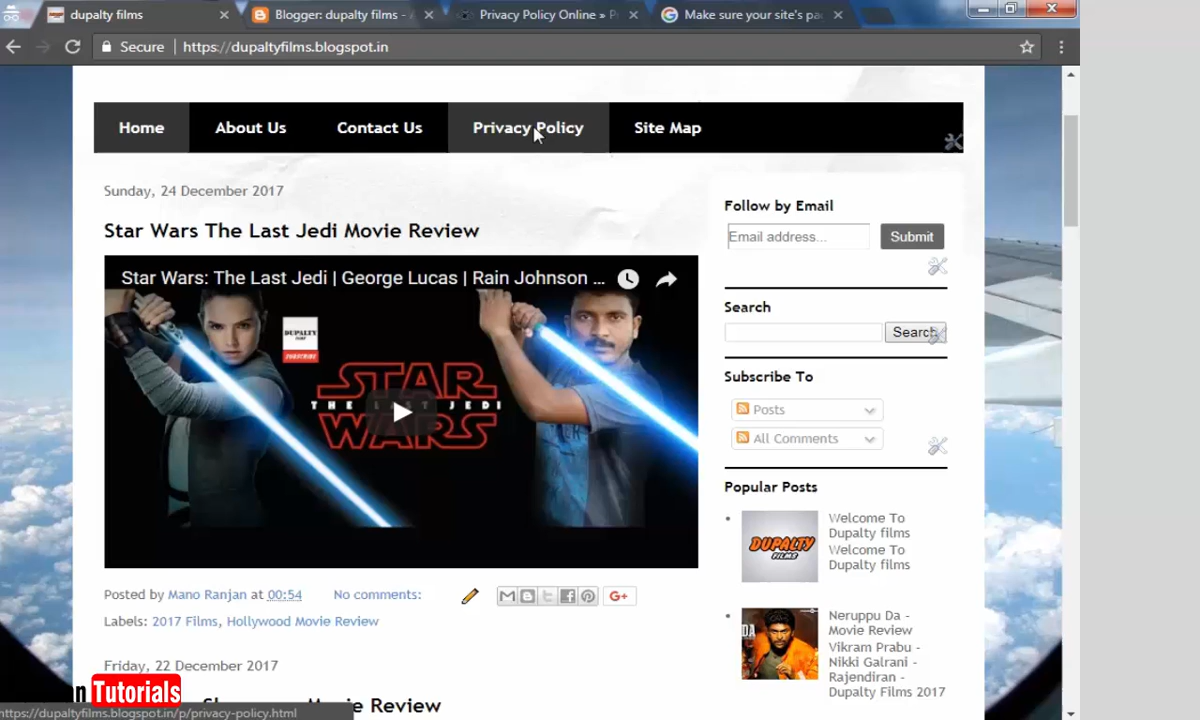 dupalty films
Blogger: dupalty films -
Privacy Policy Online »
Make sure your site's pa
Secure
https://dupaltyfilms.blogspot.in
Home
About Us
Contact Us
Privacy Policy
Site Map
Sunday, 24 December 2017
Star Wars The Last Jedi Movie Review
Star Wars: The Last Jedi | George Lucas | Rain Johnson ...
DUPALTY
SUBSCRIBE
STAR
THE LAST JEDI
WARS
Posted by Mano Ranjan at 00:54
No comments:
G+
Labels: 2017 Films, Hollywood Movie Review
Friday, 22 December 2017
Movie Review
Tutorials
https://dupaltyfilms.blogspot.in/p/privacy-policy.html
Follow by Email
Email address...
Submit
Search
Search
Subscribe To
Posts
All Comments
Popular Posts
DUPALTY
FILMS
Welcome To
Dupalty films
Welcome To
Dupalty films
DA
Neruppu Da -
Movie Review
Vikram Prabu -
Nikki Galrani -
Rajendiran -
Dupalty Films 2017